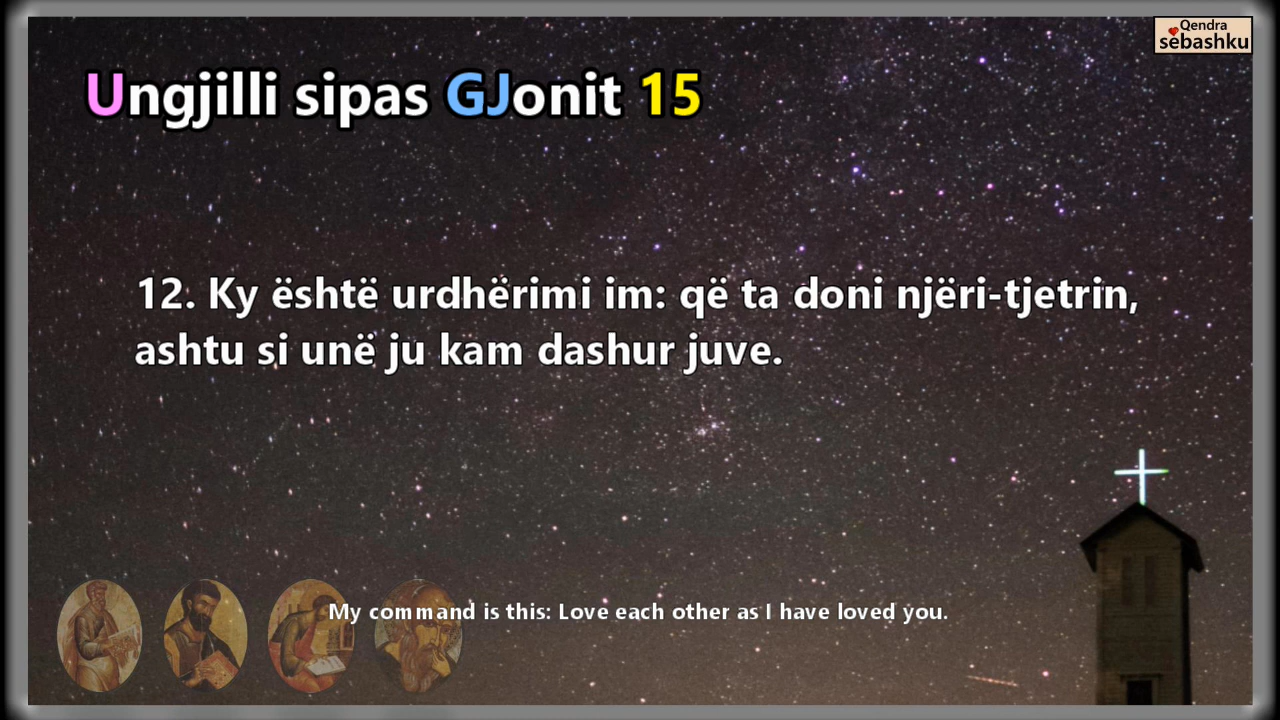 Qendra
sëbashku
Ungjilli sipas GJonit 15
12. Ky është urdhërimi im: që ta doni njëri-tjetrin,
ashtu si unë ju kam dashur juve.
My command is this: Love each other as I have loved you.